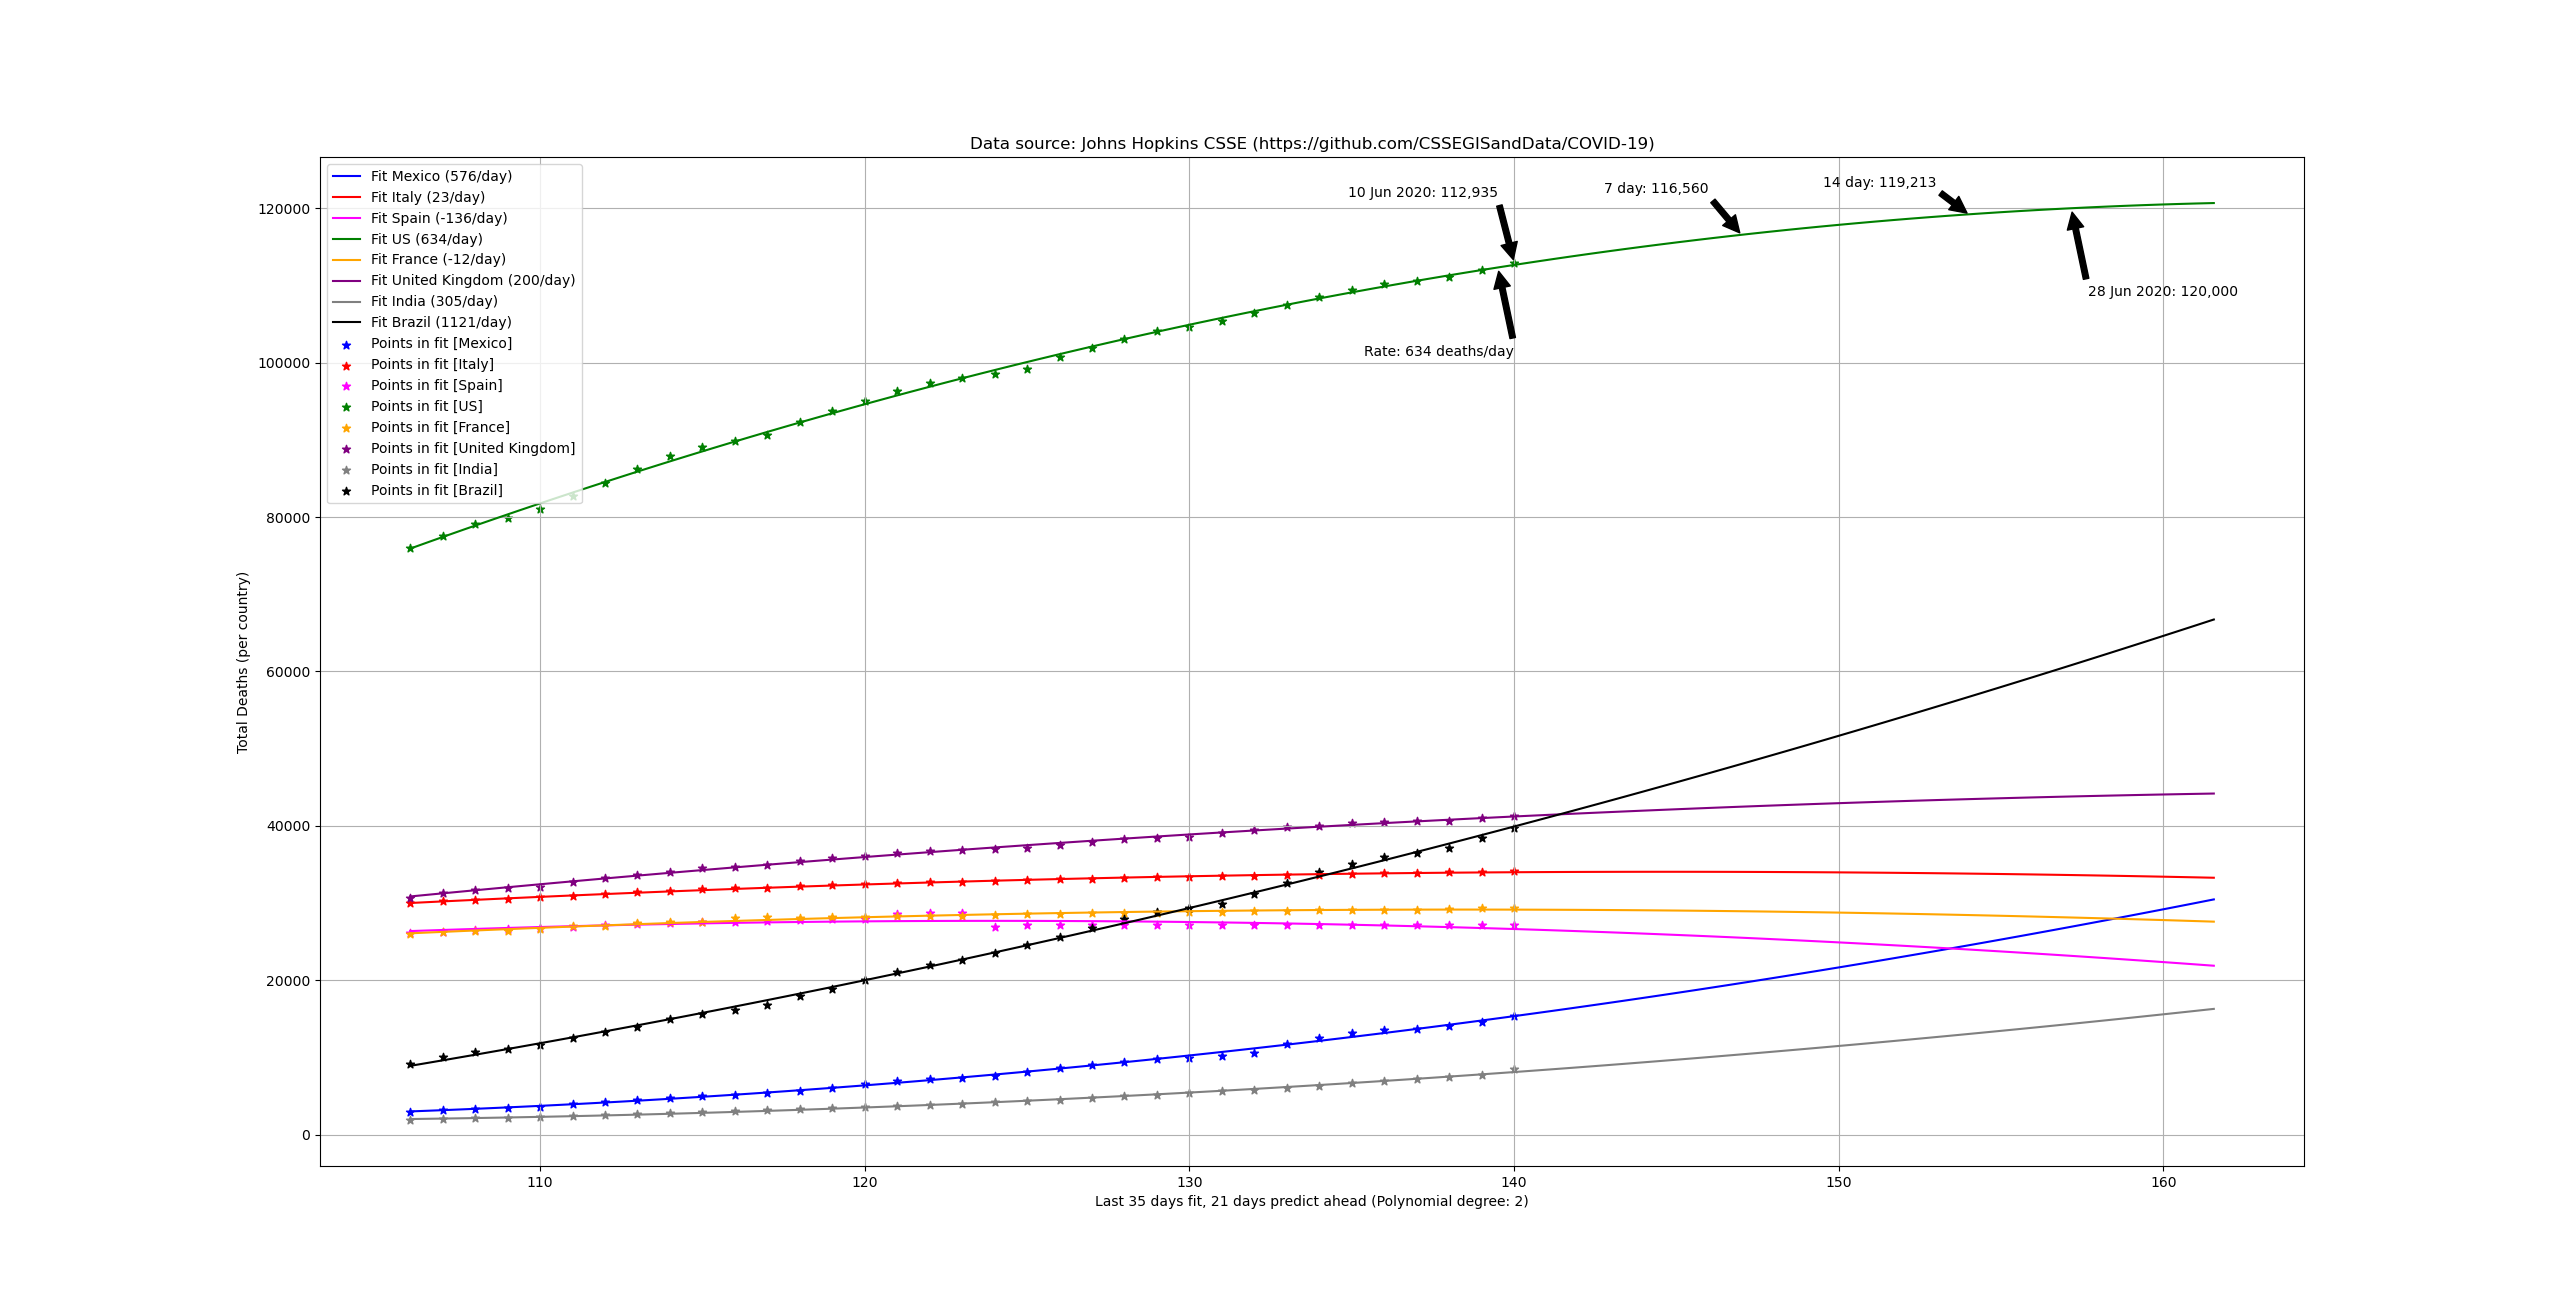 Data source: Johns Hopkins CSSE (https://github.com/CSSEGISandData/COVID-19)
Fit Mexico (576/day)
Fit Italy (23/day)
Fit Spain (-136/day)
Fit US (634/day)
Fit France (-12/day)
Fit United Kingdom (200/day)
Fit India (305/day)
Fit Brazil (1121/day)
Points in fit [Mexico]
Points in fit [Italy]
Points in fit [Spain]
Points in fit [US]
Points in fit [France]
Points in fit [United Kingdom]
Points in fit [India]
Points in fit [Brazil]
10 Jun 2020: 112,935
7 day: 116,560
14 day: 119,213
28 Jun 2020: 120,000
Rate: 634 deaths/day
Total Deaths (per country)
120000
100000
80000
60000
40000
20000
0
110
120
130
140
150
160
Last 35 days fit, 21 days predict ahead (Polynomial degree: 2)